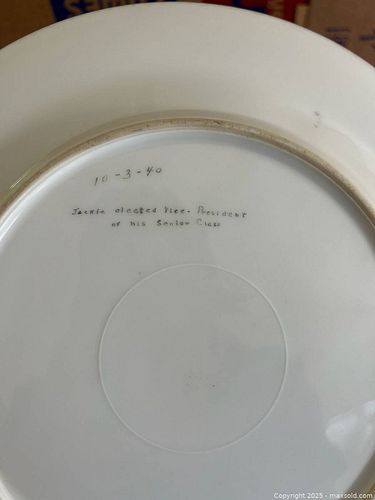 10-3-40
Jackie elected Vice-President
of his Senior Class
Copyright 2025 - maxsold.com